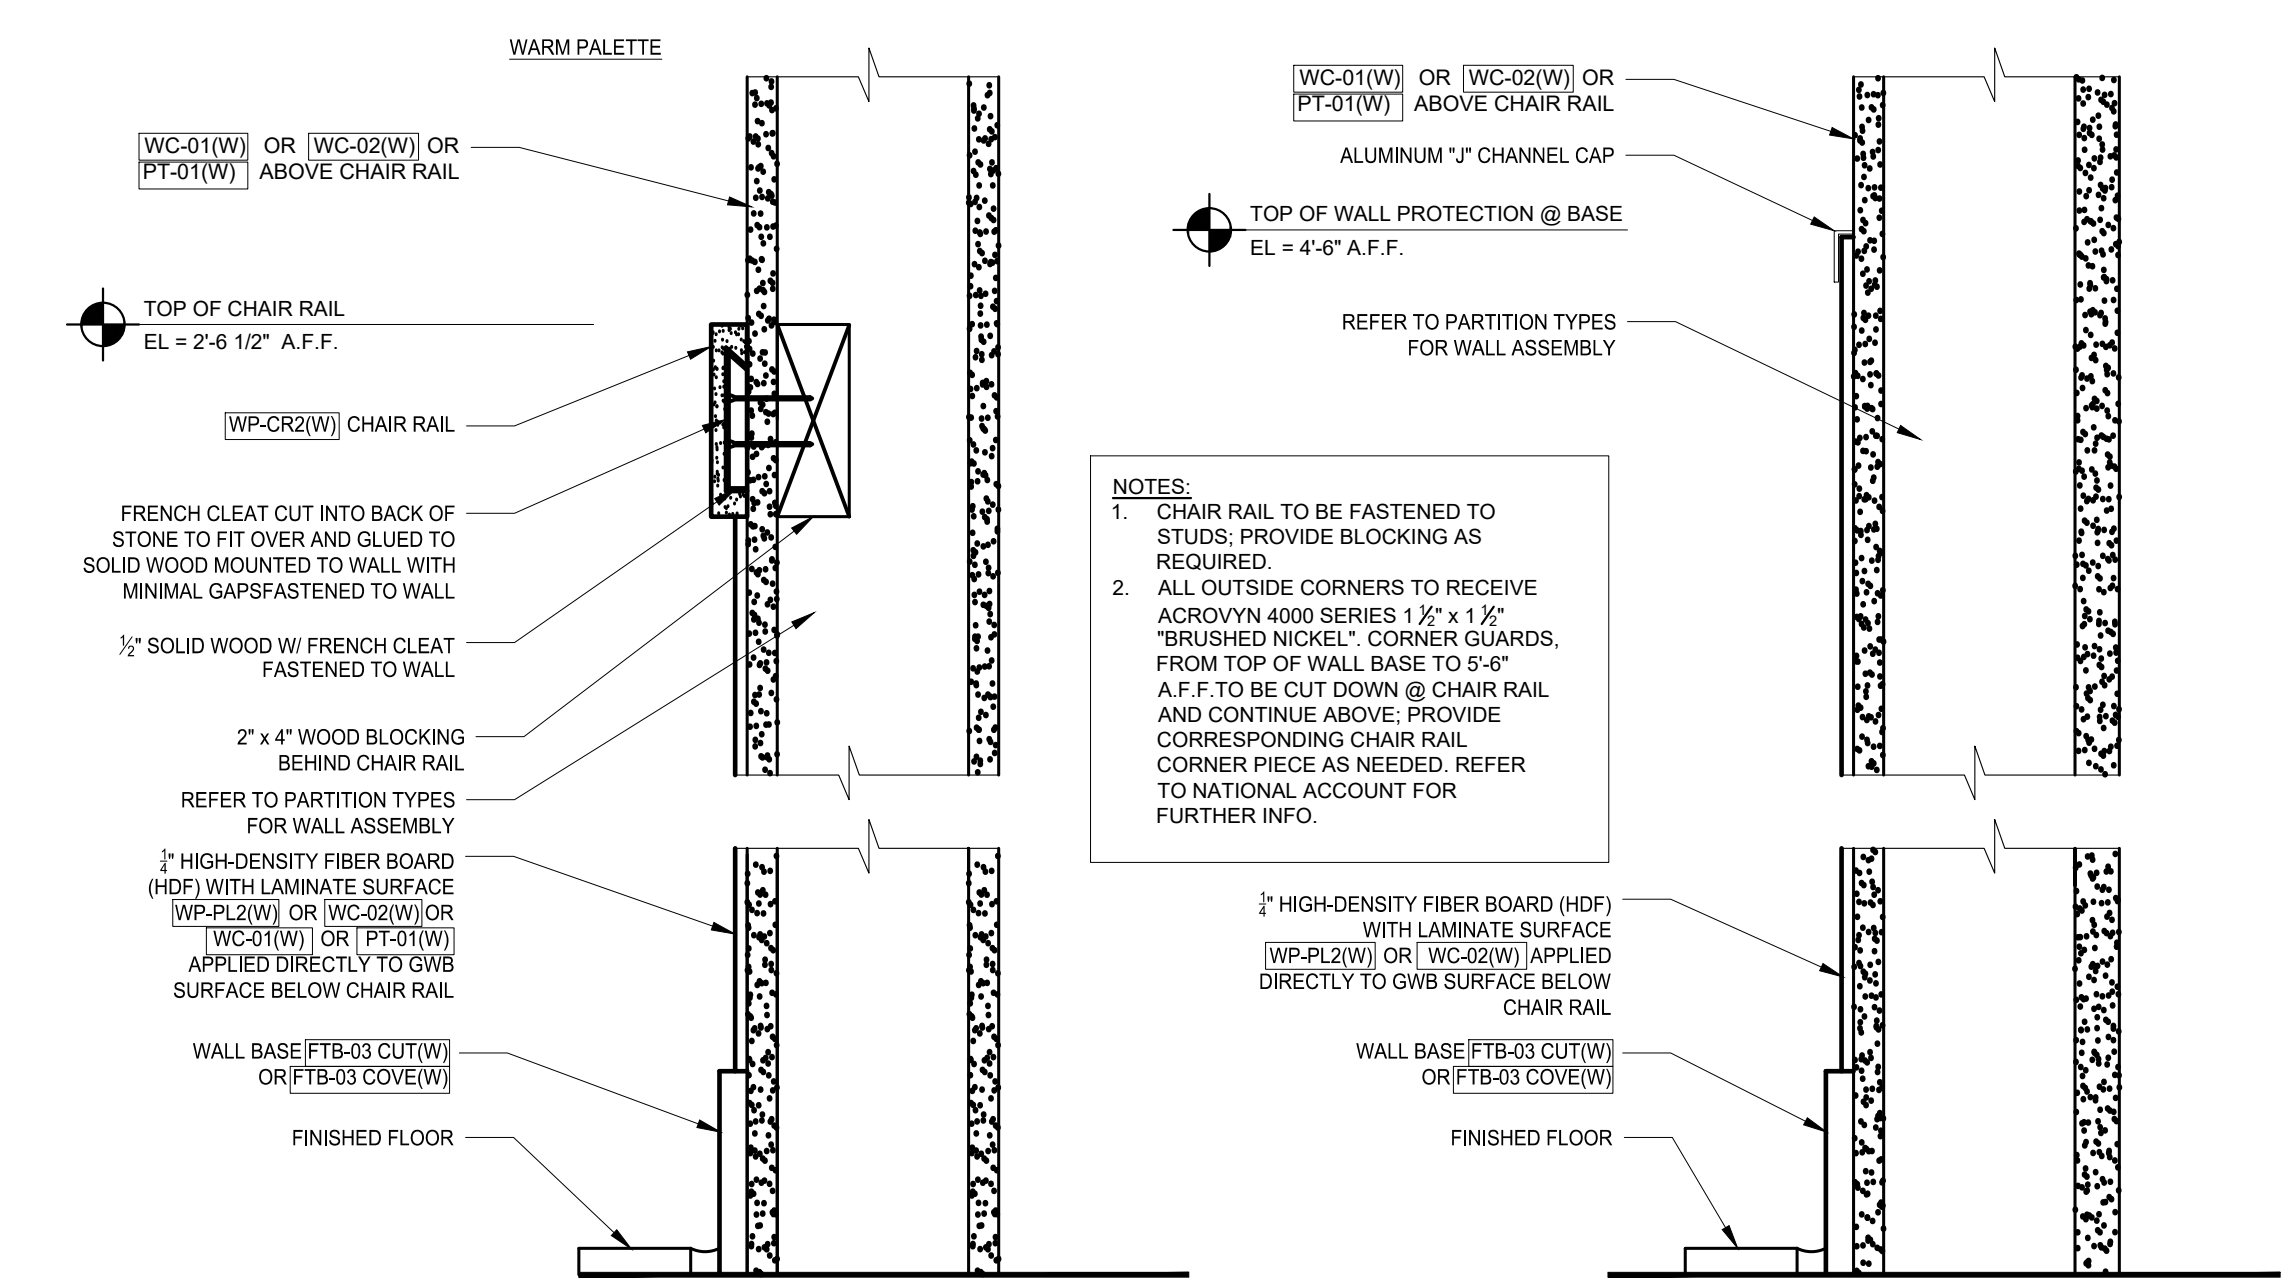 WARM PALETTE
WC-01(W) OR WC-02(W) OR
PT-01(W) ABOVE CHAIR RAIL
TOP OF CHAIR RAIL
EL = 2'-6 1/2" A.F.F.
WP-CR2(W) CHAIR RAIL
FRENCH CLEAT CUT INTO BACK OF
STONE TO FIT OVER AND GLUED TO
SOLID WOOD MOUNTED TO WALL WITH
MINIMAL GAPSFASTENED TO WALL
½" SOLID WOOD W/ FRENCH CLEAT
FASTENED TO WALL
2" x 4" WOOD BLOCKING
BEHIND CHAIR RAIL
REFER TO PARTITION TYPES
FOR WALL ASSEMBLY
¼" HIGH-DENSITY FIBER BOARD
(HDF) WITH LAMINATE SURFACE
WP-PL2(W) OR WC-02(W) OR
WC-01(W) OR PT-01(W)
APPLIED DIRECTLY TO GWB
SURFACE BELOW CHAIR RAIL
WALL BASE FTB-03 CUT(W)
OR FTB-03 COVE(W)
FINISHED FLOOR
NOTES:
1. CHAIR RAIL TO BE FASTENED TO
STUDS; PROVIDE BLOCKING AS
REQUIRED.
2. ALL OUTSIDE CORNERS TO RECEIVE
ACROVYN 4000 SERIES 1 ½" x 1 ½"
"BRUSHED NICKEL". CORNER GUARDS,
FROM TOP OF WALL BASE TO 5'-6"
A.F.F.TO BE CUT DOWN @ CHAIR RAIL
AND CONTINUE ABOVE; PROVIDE
CORRESPONDING CHAIR RAIL
CORNER PIECE AS NEEDED. REFER
TO NATIONAL ACCOUNT FOR
FURTHER INFO.
WC-01(W) OR WC-02(W) OR
PT-01(W) ABOVE CHAIR RAIL
ALUMINUM "J" CHANNEL CAP
TOP OF WALL PROTECTION @ BASE
EL = 4'-6" A.F.F.
REFER TO PARTITION TYPES
FOR WALL ASSEMBLY
¼" HIGH-DENSITY FIBER BOARD (HDF)
WITH LAMINATE SURFACE
WP-PL2(W) OR WC-02(W) APPLIED
DIRECTLY TO GWB SURFACE BELOW
CHAIR RAIL
WALL BASE FTB-03 CUT(W)
OR FTB-03 COVE(W)
FINISHED FLOOR